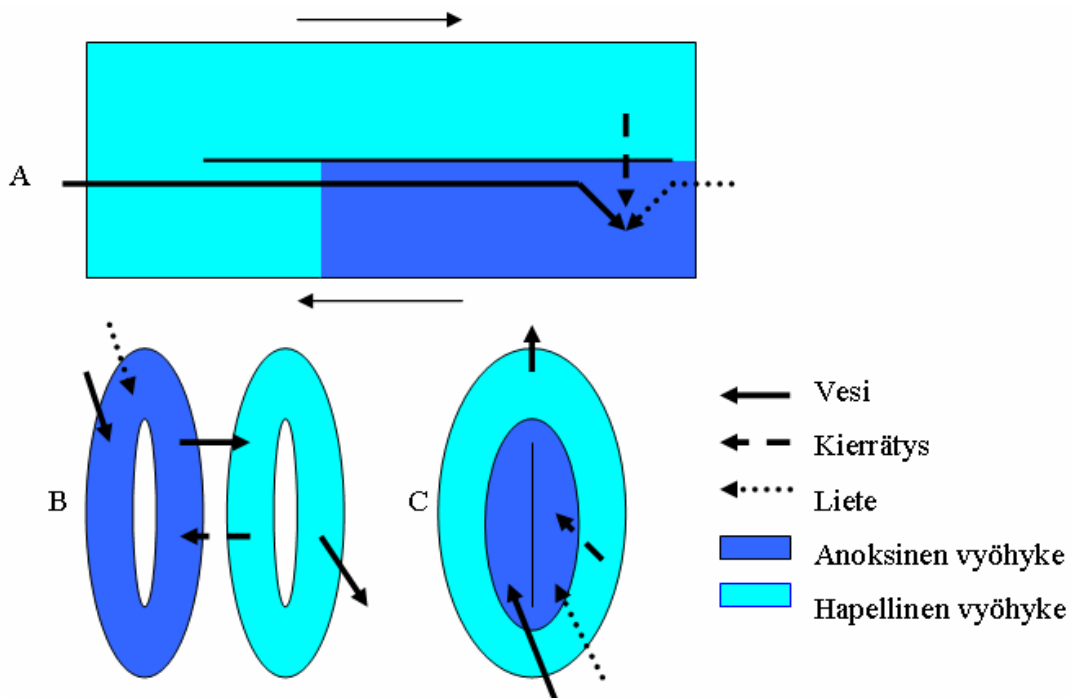 A
B
C
Vesi
Kierrätys
Liete
Anoksinen vyöhyke
Hapellinen vyöhyke